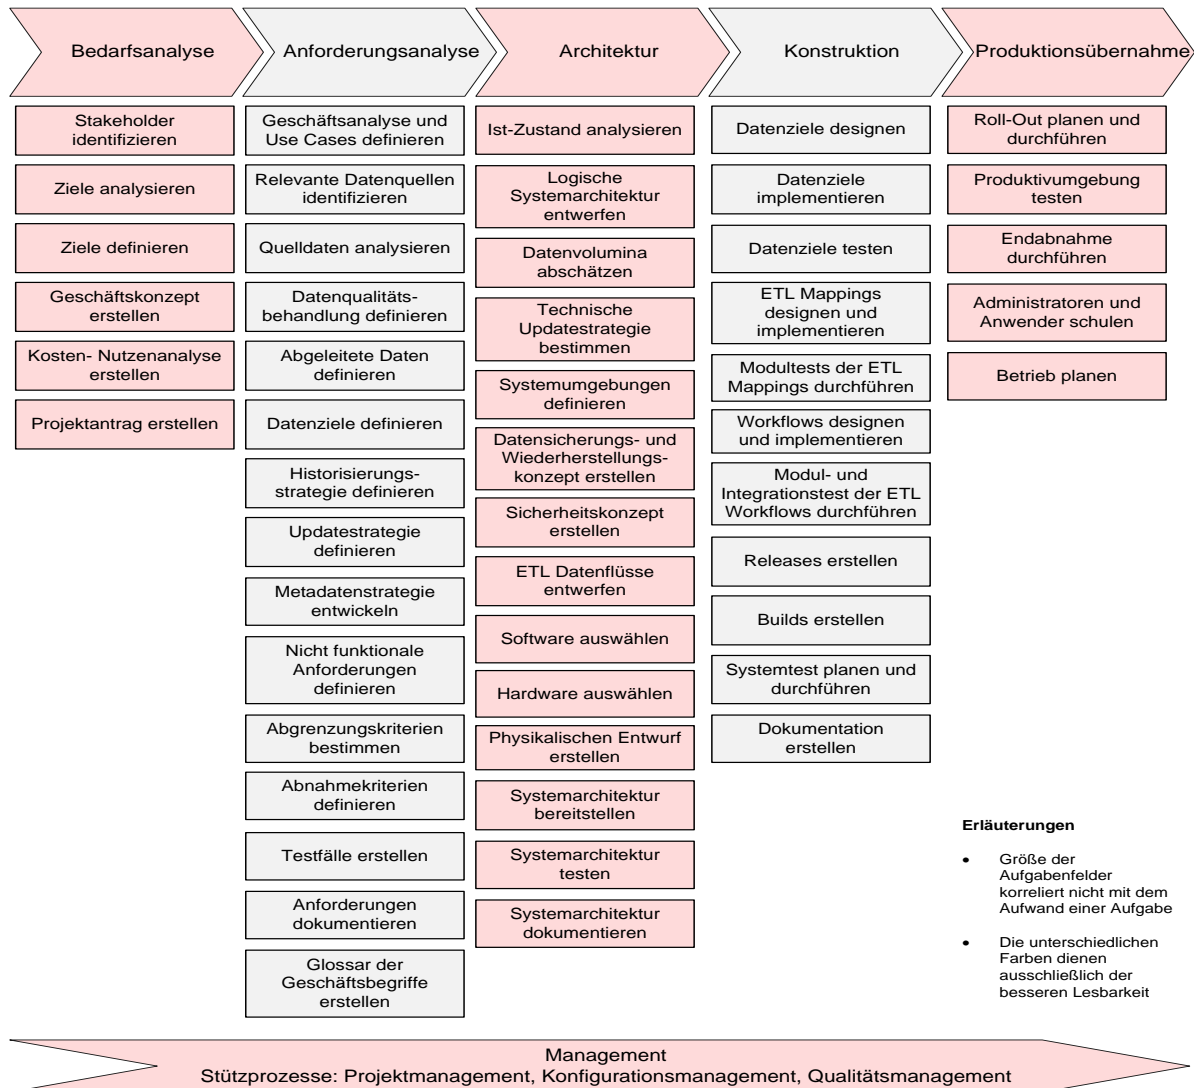 Bedarfsanalyse
Anforderungsanalyse
Architektur
Konstruktion
Produktionsübernahme
Stakeholder
identifizieren
Ziele analysieren
Ziele definieren
Geschäftskonzept
erstellen
Kosten- Nutzenanalyse
erstellen
Projektantrag erstellen
Geschäftsanalyse und
Use Cases definieren
Relevante Datenquellen
identifizieren
Quelldaten analysieren
Datenqualitäts-
behandlung definieren
Abgeleitete Daten
definieren
Datenziele definieren
Historisierungs-
strategie definieren
Updatestrategie
definieren
Metadatenstrategie
entwickeln
Nicht funktionale
Anforderungen
definieren
Abgrenzungskriterien
bestimmen
Abnahmekriterien
definieren
Testfälle erstellen
Anforderungen
dokumentieren
Glossar der
Geschäftsbegriffe
erstellen
Ist-Zustand analysieren
Logische
Systemarchitektur
entwerfen
Datenvolumina
abschätzen
Technische
Updatestrategie
bestimmen
Systemumgebungen
definieren
Datensicherungs- und
Wiederherstellungs-
konzept erstellen
Sicherheitskonzept
erstellen
ETL Datenflüsse
entwerfen
Software auswählen
Hardware auswählen
Physikalischen Entwurf
erstellen
Systemarchitektur
bereitstellen
Systemarchitektur
testen
Systemarchitektur
dokumentieren
Datenziele designen
Datenziele
implementieren
Datenziele testen
ETL Mappings
designen und
implementieren
Modultests der ETL
Mappings durchführen
Workflows designen
und implementieren
Modul- und
Integrationstest der ETL
Workflows durchführen
Releases erstellen
Builds erstellen
Systemtest planen und
durchführen
Dokumentation
erstellen
Roll-Out planen und
durchführen
Produktivumgebung
testen
Endabnahme
durchführen
Administratoren und
Anwender schulen
Betrieb planen
Erläuterungen
• Größe der
Aufgabenfelder
korreliert nicht mit dem
Aufwand einer Aufgabe
• Die unterschiedlichen
Farben dienen
ausschließlich der
besseren Lesbarkeit
Management
Stützprozesse: Projektmanagement, Konfigurationsmanagement, Qualitätsmanagement